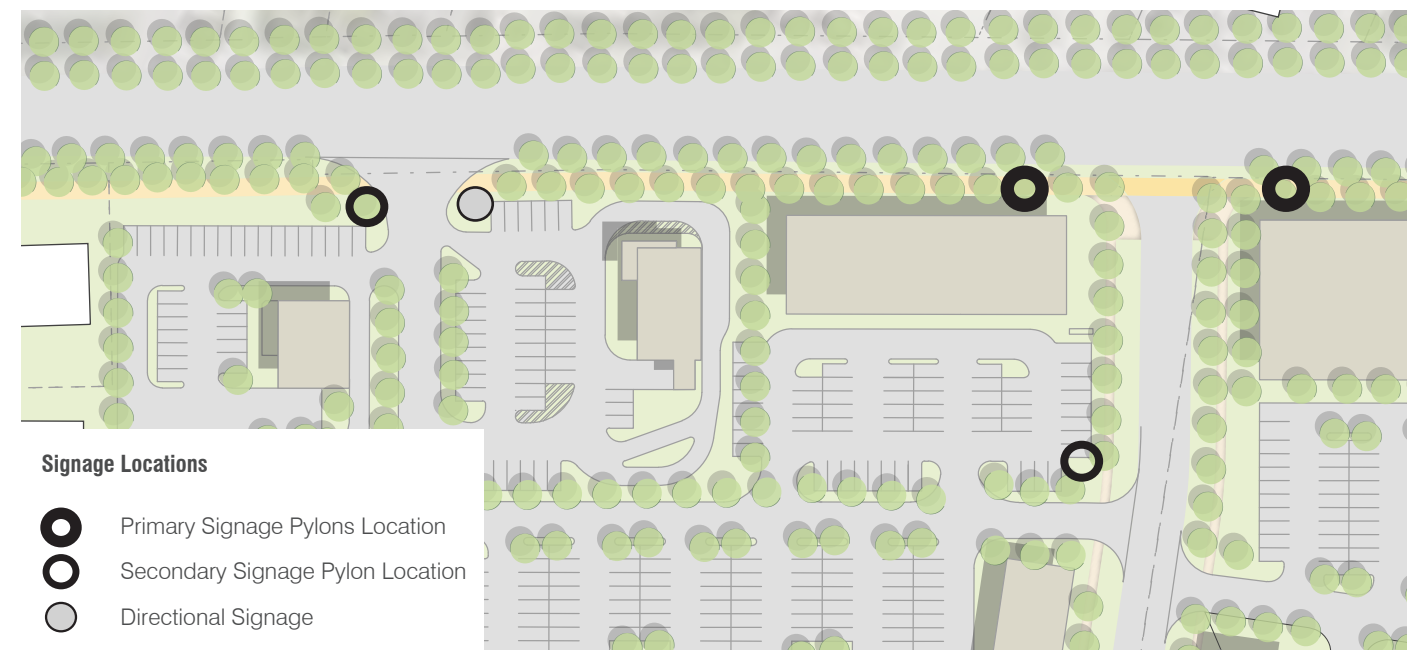 Signage Locations
Primary Signage Pylons Location
Secondary Signage Pylon Location
Directional Signage